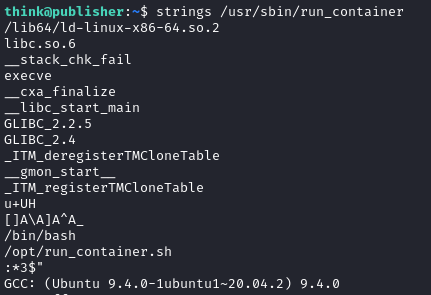 think@publisher:~$ strings /usr/sbin/run_container
/lib64/ld-linux-x86-64.so.2
libc.so.6
__stack_chk_fail
execve
__cxa_finalize
__libc_start_main
GLIBC_2.2.5
GLIBC_2.4
_ITM_deregisterTMCloneTable
__gmon_start__
_ITM_registerTMCloneTable
u+UH
[]A\A]A^A_
/bin/bash
/opt/run_container.sh
:*3$"
GCC: (Ubuntu 9.4.0-1ubuntu1~20.04.2) 9.4.0